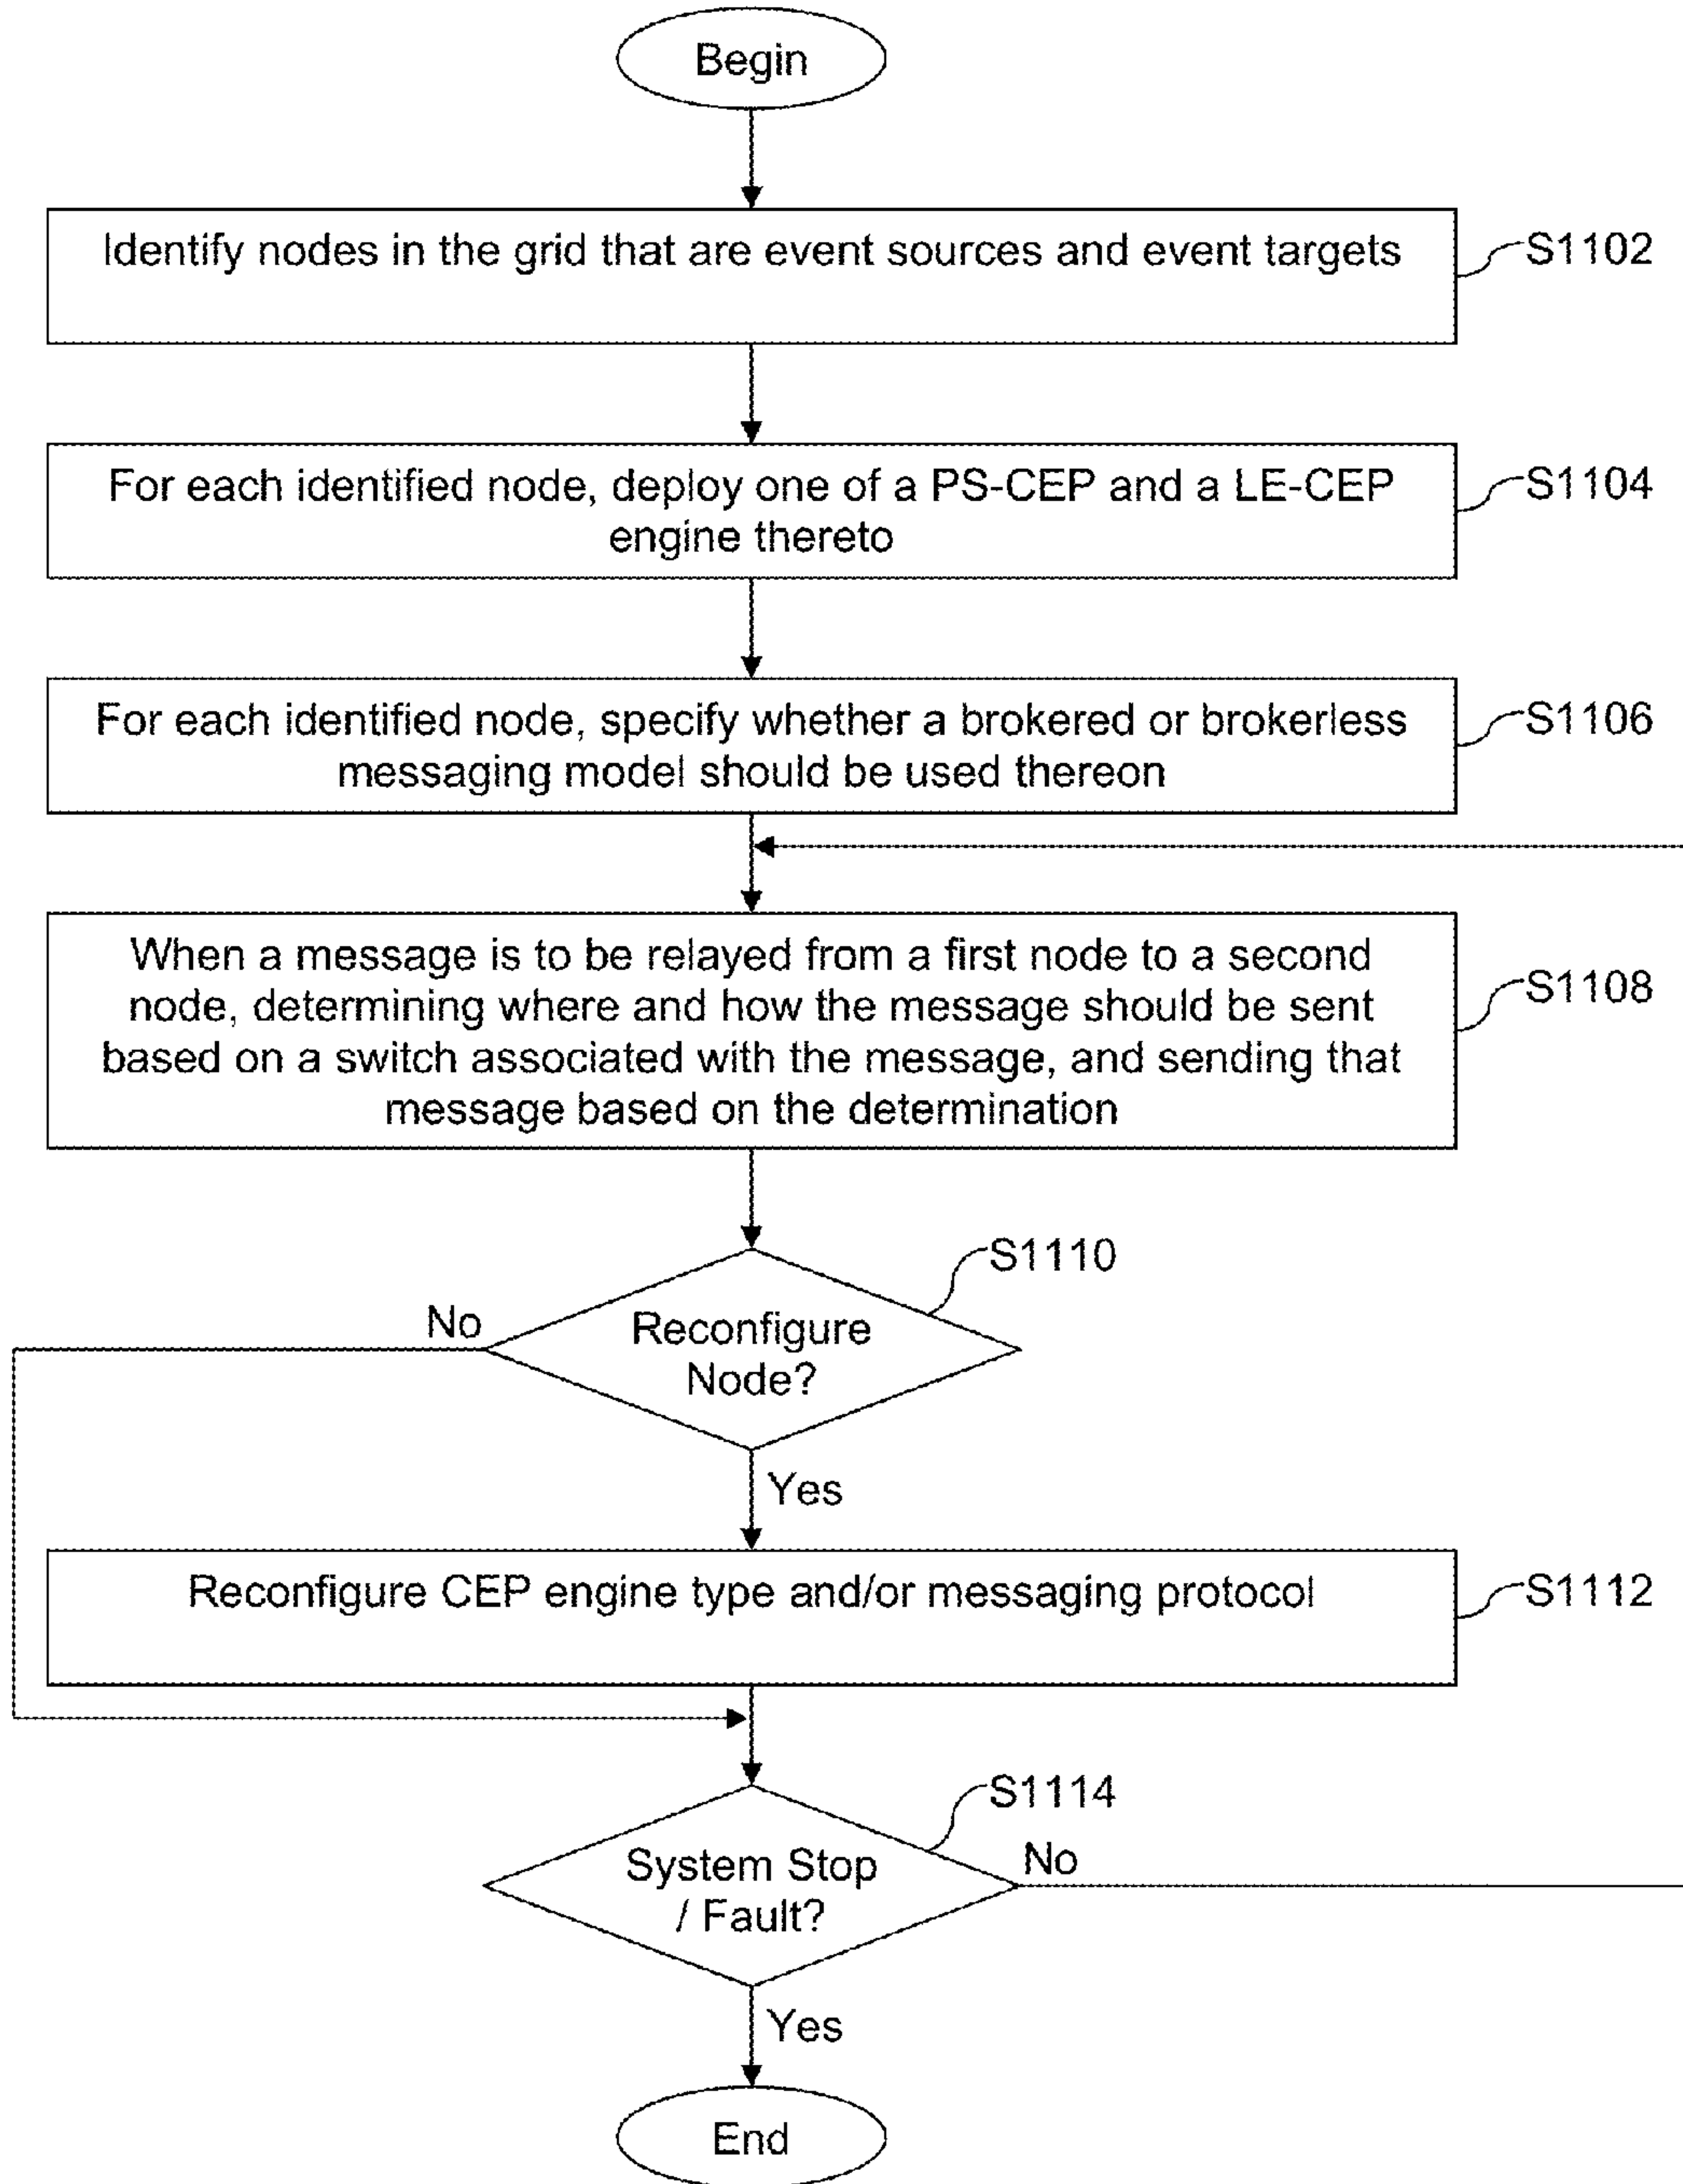 Begin
Identify nodes in the grid that are event sources and event targets
S1102
For each identified node, deploy one of a PS-CEP and a LE-CEP
engine thereto
S1104
For each identified node, specify whether a brokered or brokerless
messaging model should be used thereon
S1106
When a message is to be relayed from a first node to a second
node, determining where and how the message should be sent
based on a switch associated with the message, and sending that
message based on the determination
S1108
S1110
No
Reconfigure
Node?
Yes
Reconfigure CEP engine type and/or messaging protocol
S1112
S1114
System Stop
/ Fault?
No
Yes
End